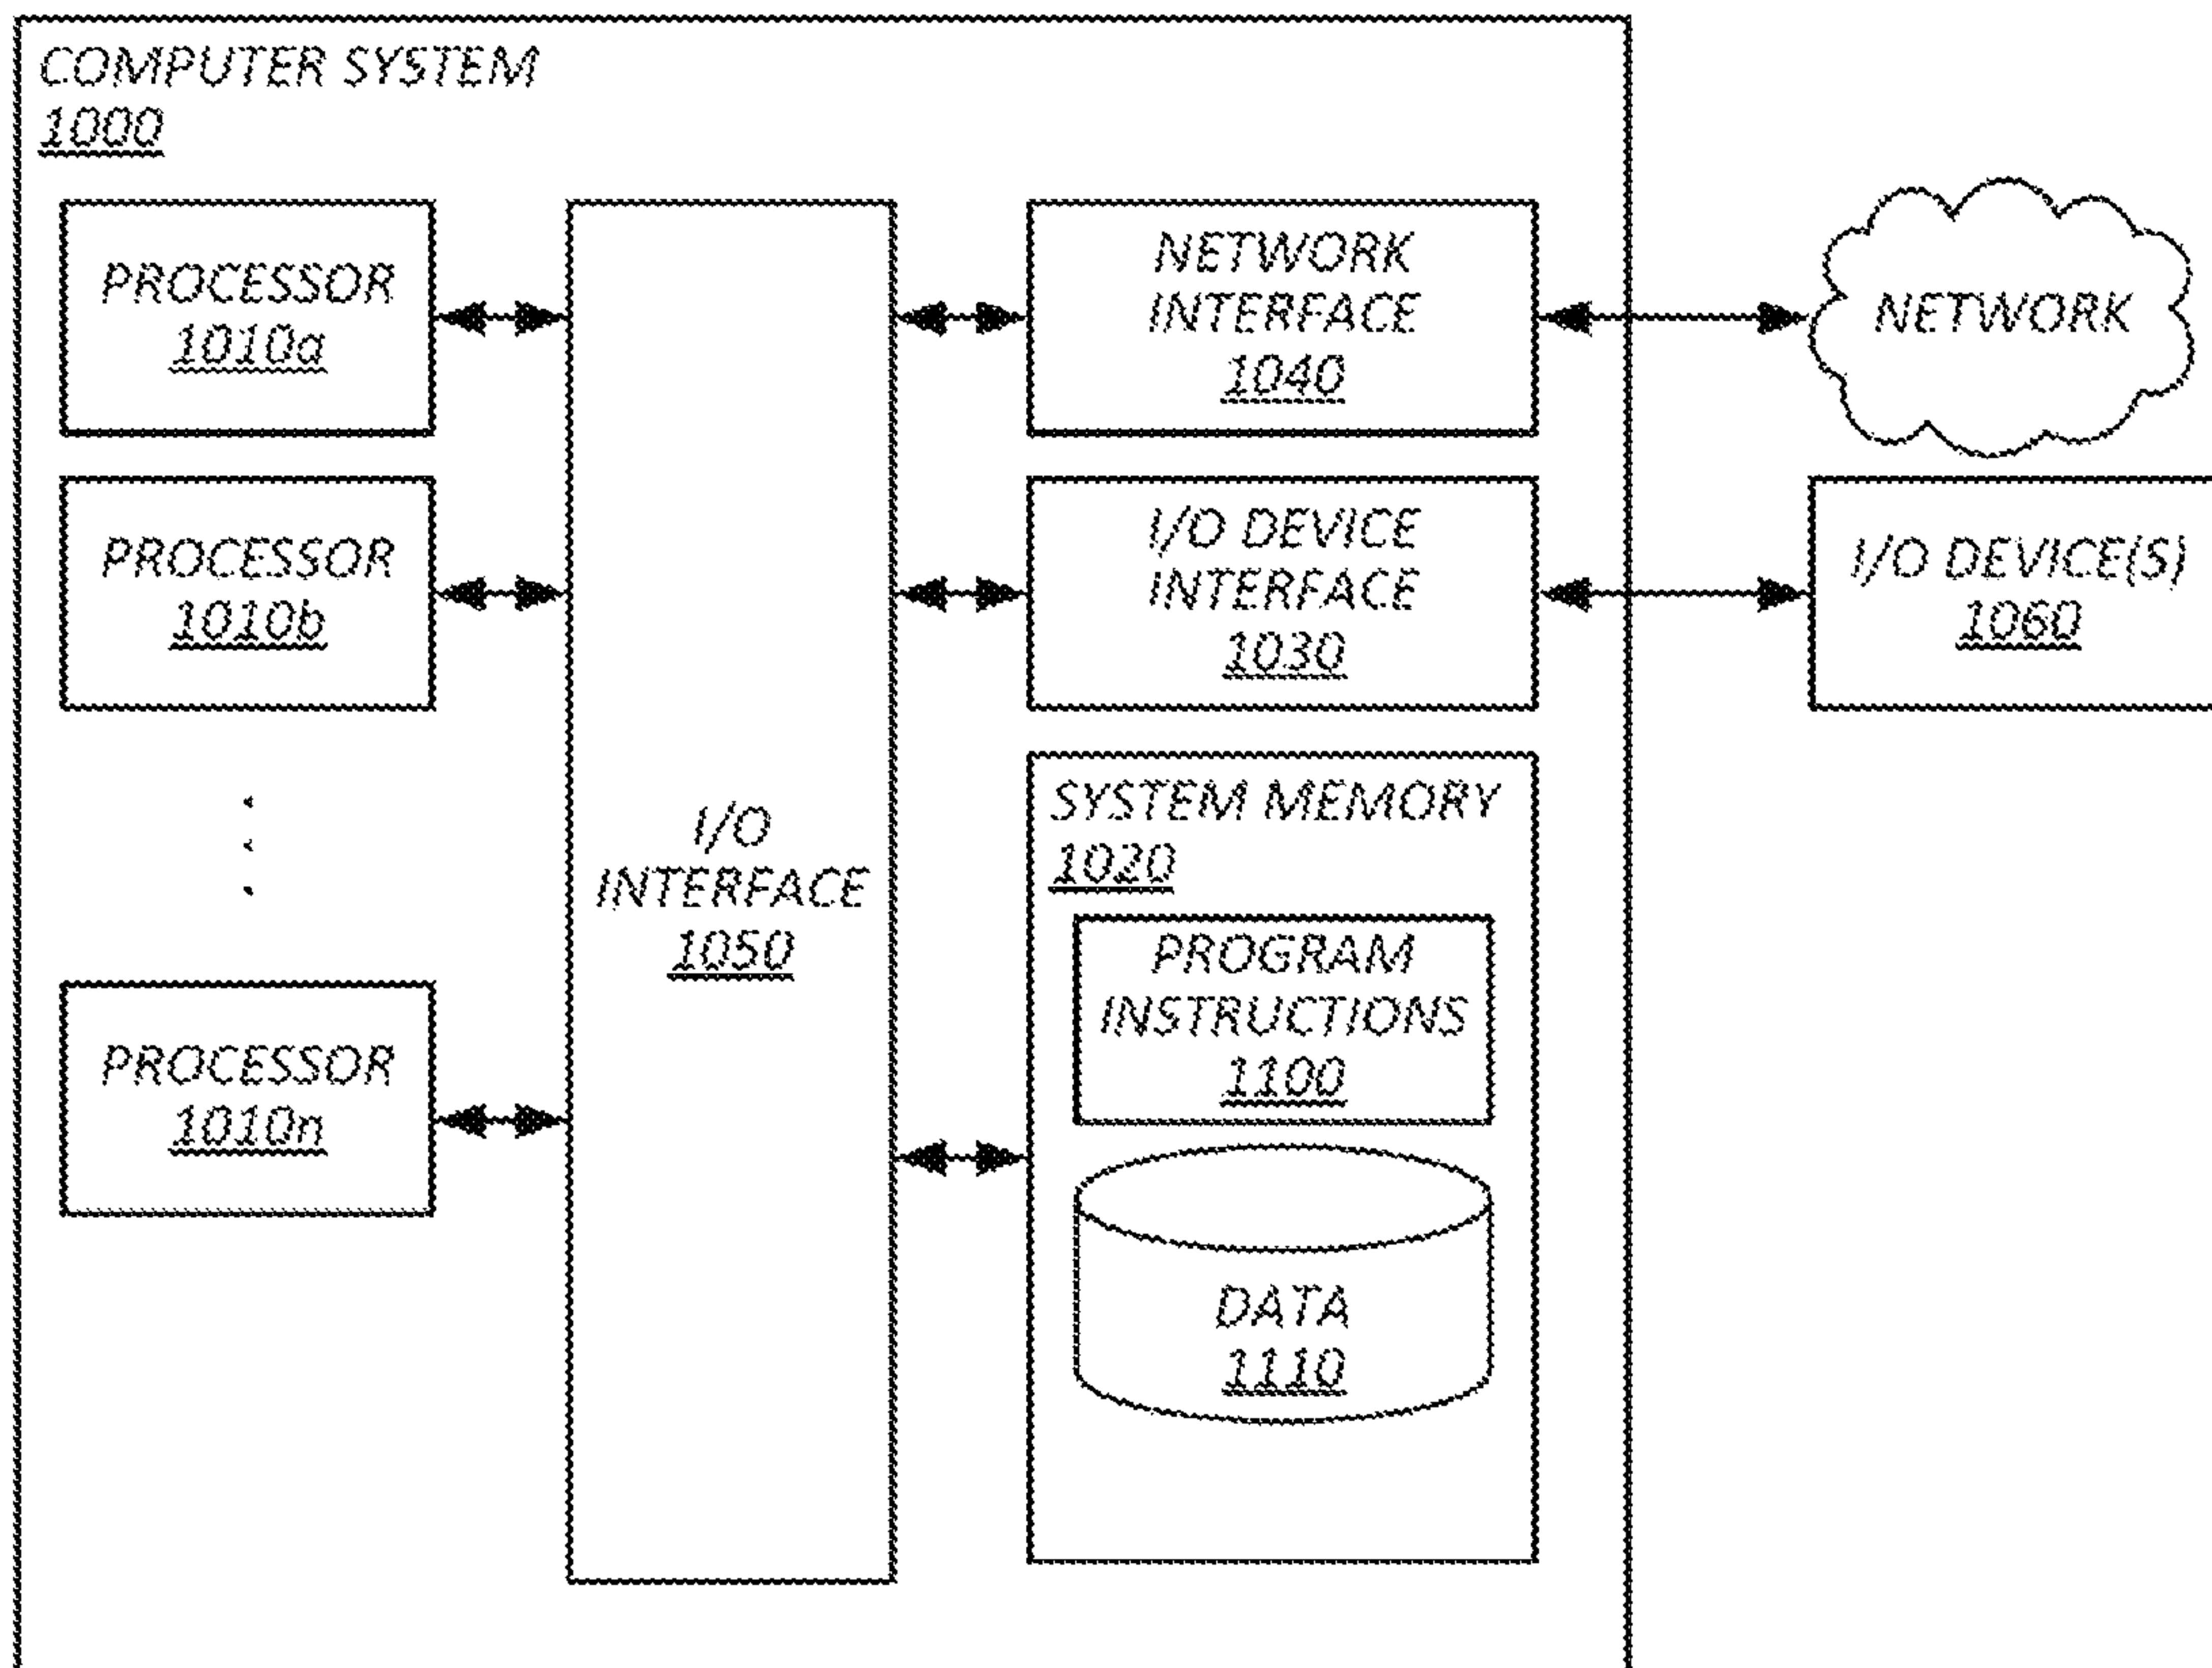 COMPUTER SYSTEM
1000
PROCESSOR
1010a
PROCESSOR
1010b
PROCESSOR
1010n
I/O
INTERFACE
1050
NETWORK
INTERFACE
1040
I/O DEVICE
INTERFACE
1030
SYSTEM MEMORY
1020
PROGRAM
INSTRUCTIONS
1100
DATA
1110
NETWORK
I/O DEVICE(S)
1060